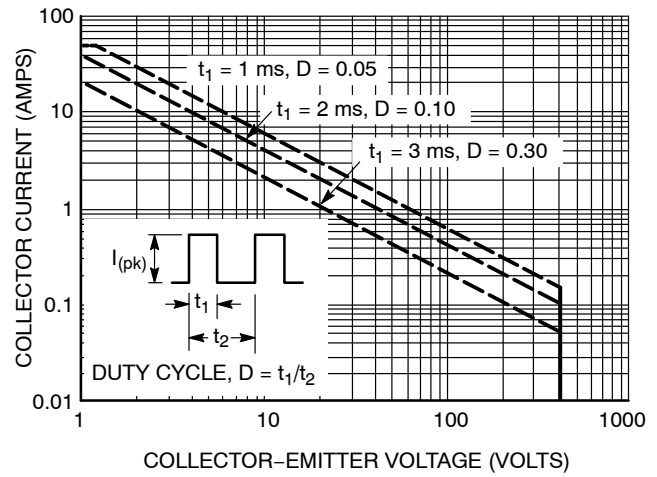 100
10
1
0.1
0.01
COLLECTOR CURRENT (AMPS)
t1 = 1 ms, D = 0.05
t1 = 2 ms, D = 0.10
t1 = 3 ms, D = 0.30
I(pk)
t1
t2
DUTY CYCLE, D = t1/t2
1 10 100 1000
COLLECTOR−EMITTER VOLTAGE (VOLTS)